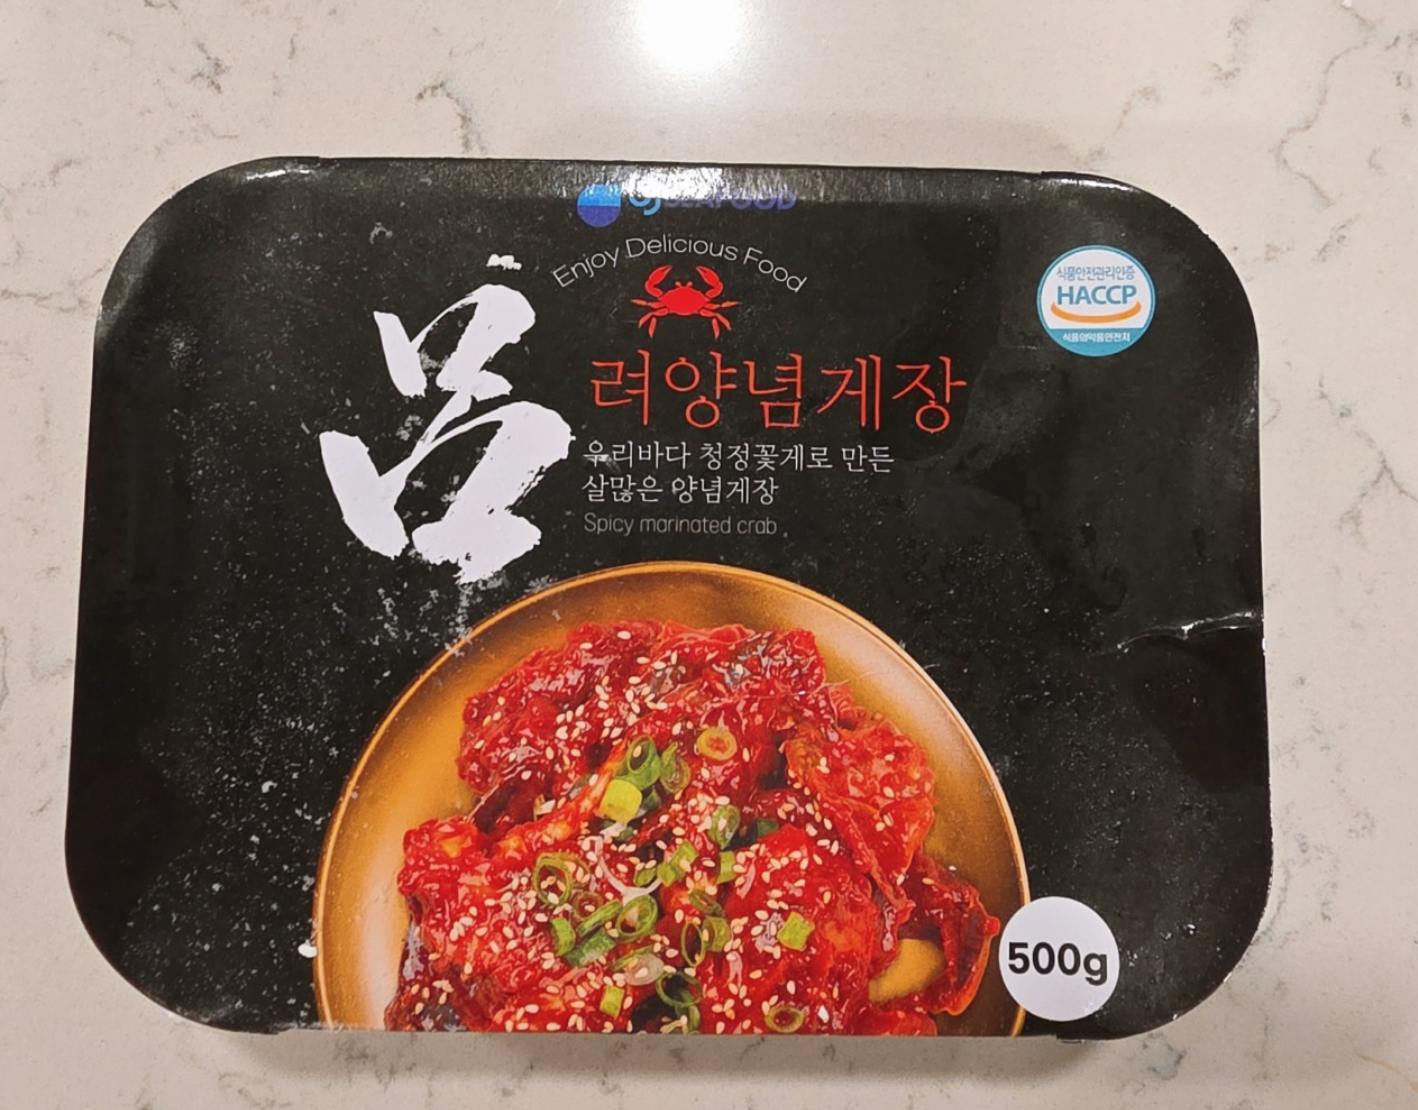 SEAFOOD
Enjoy Delicious Food
식품안전관리인증
HACCP
식품의약품안전처
呂
려양념게장
우리바다 청정꽃게로 만든
살많은 양념게장
Spicy marinated crab
500g